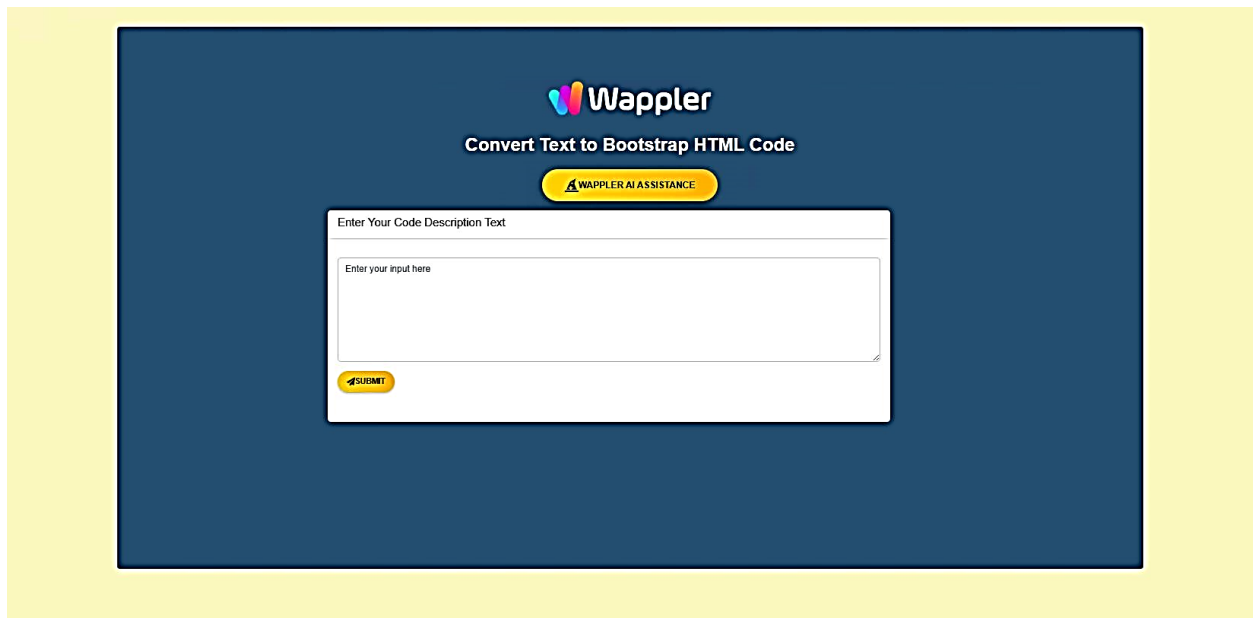 Wappler
Convert Text to Bootstrap HTML Code
WAPPLER AI ASSISTANCE
Enter Your Code Description Text
Enter your input here
SUBMIT